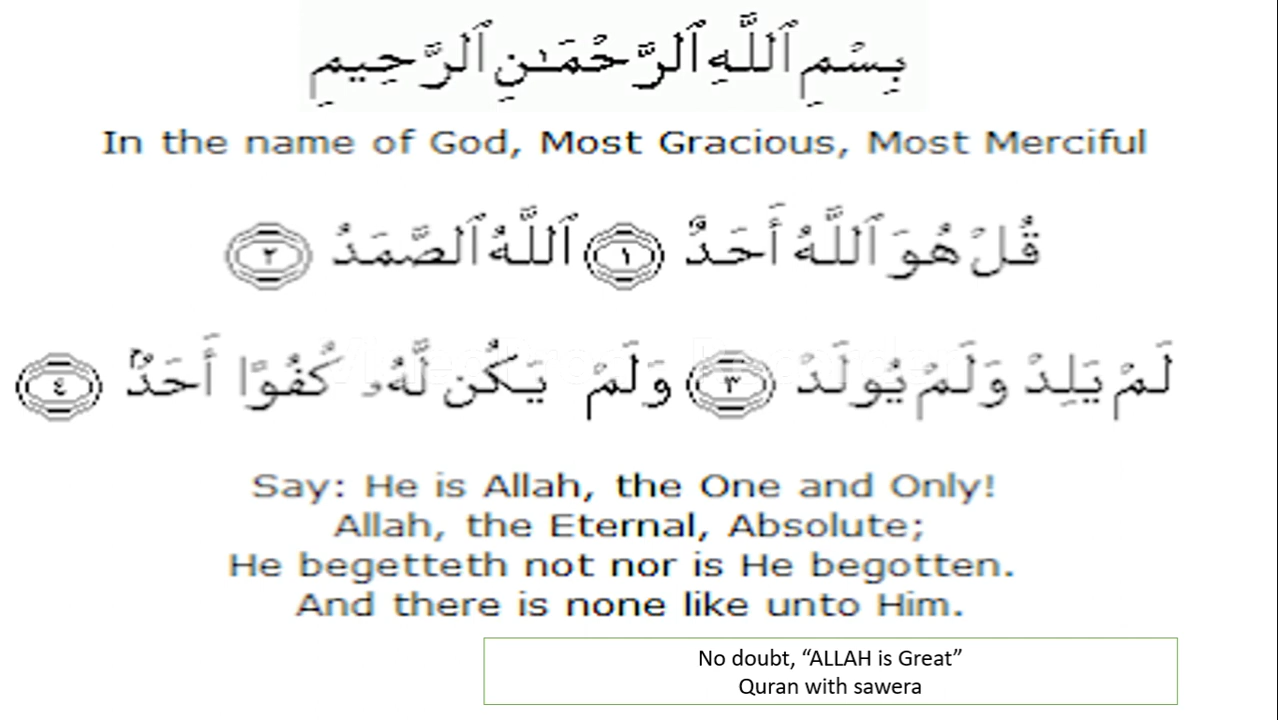 بِسْمِ ٱللَّهِ ٱلرَّحْمَـٰنِ ٱلرَّحِيمِ
In the name of God, Most Gracious, Most Merciful
قُلْ هُوَ ٱللَّهُ أَحَدٌ ١ ٱللَّهُ ٱلصَّمَدُ ٢
لَمْ يَلِدْ وَلَمْ يُولَدْ ٣ وَلَمْ يَكُن لَّهُۥ كُفُوًا أَحَدٌۢ ٤
Say: He is Allah, the One and Only!
Allah, the Eternal, Absolute;
He begetteth not nor is He begotten.
And there is none like unto Him.
No doubt, “ALLAH is Great”
Quran with sawera